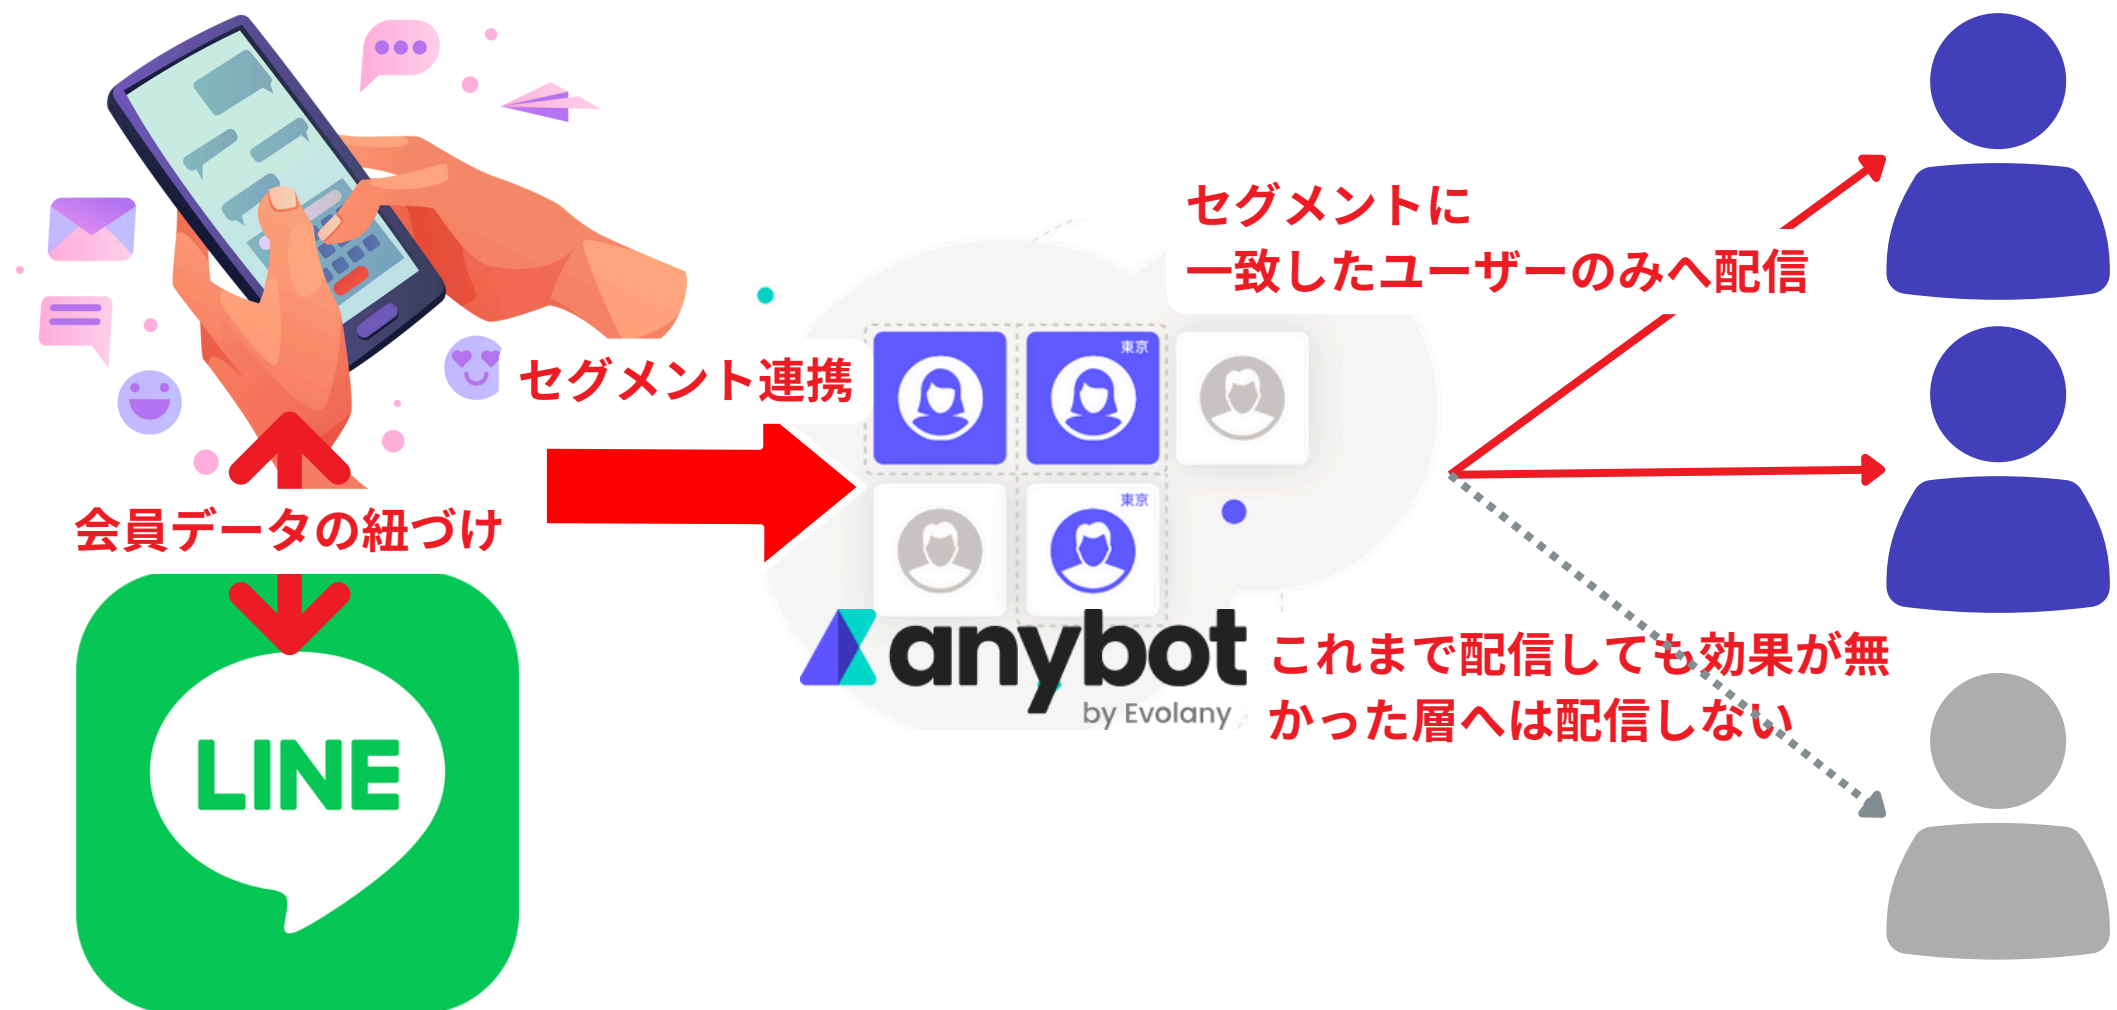 セグメントに
一致したユーザーのみへ配信
東京
セグメント連携
東京
会員データの紐づけ
anybot
by Evolany
これまで配信しても効果が無
かった層へは配信しない
LINE